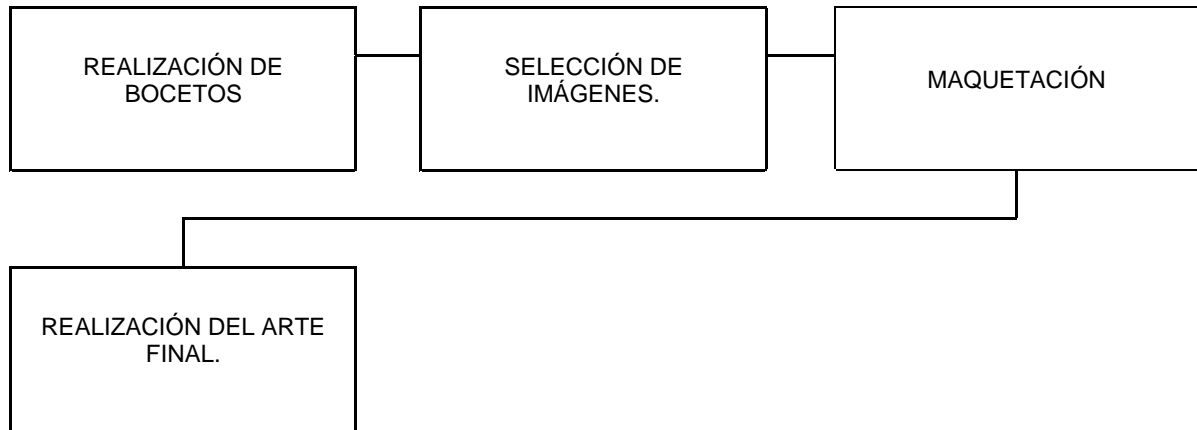 REALIZACIÓN DE
BOCETOS
SELECCIÓN DE
IMÁGENES.
MAQUETACIÓN
REALIZACIÓN DEL ARTE
FINAL.